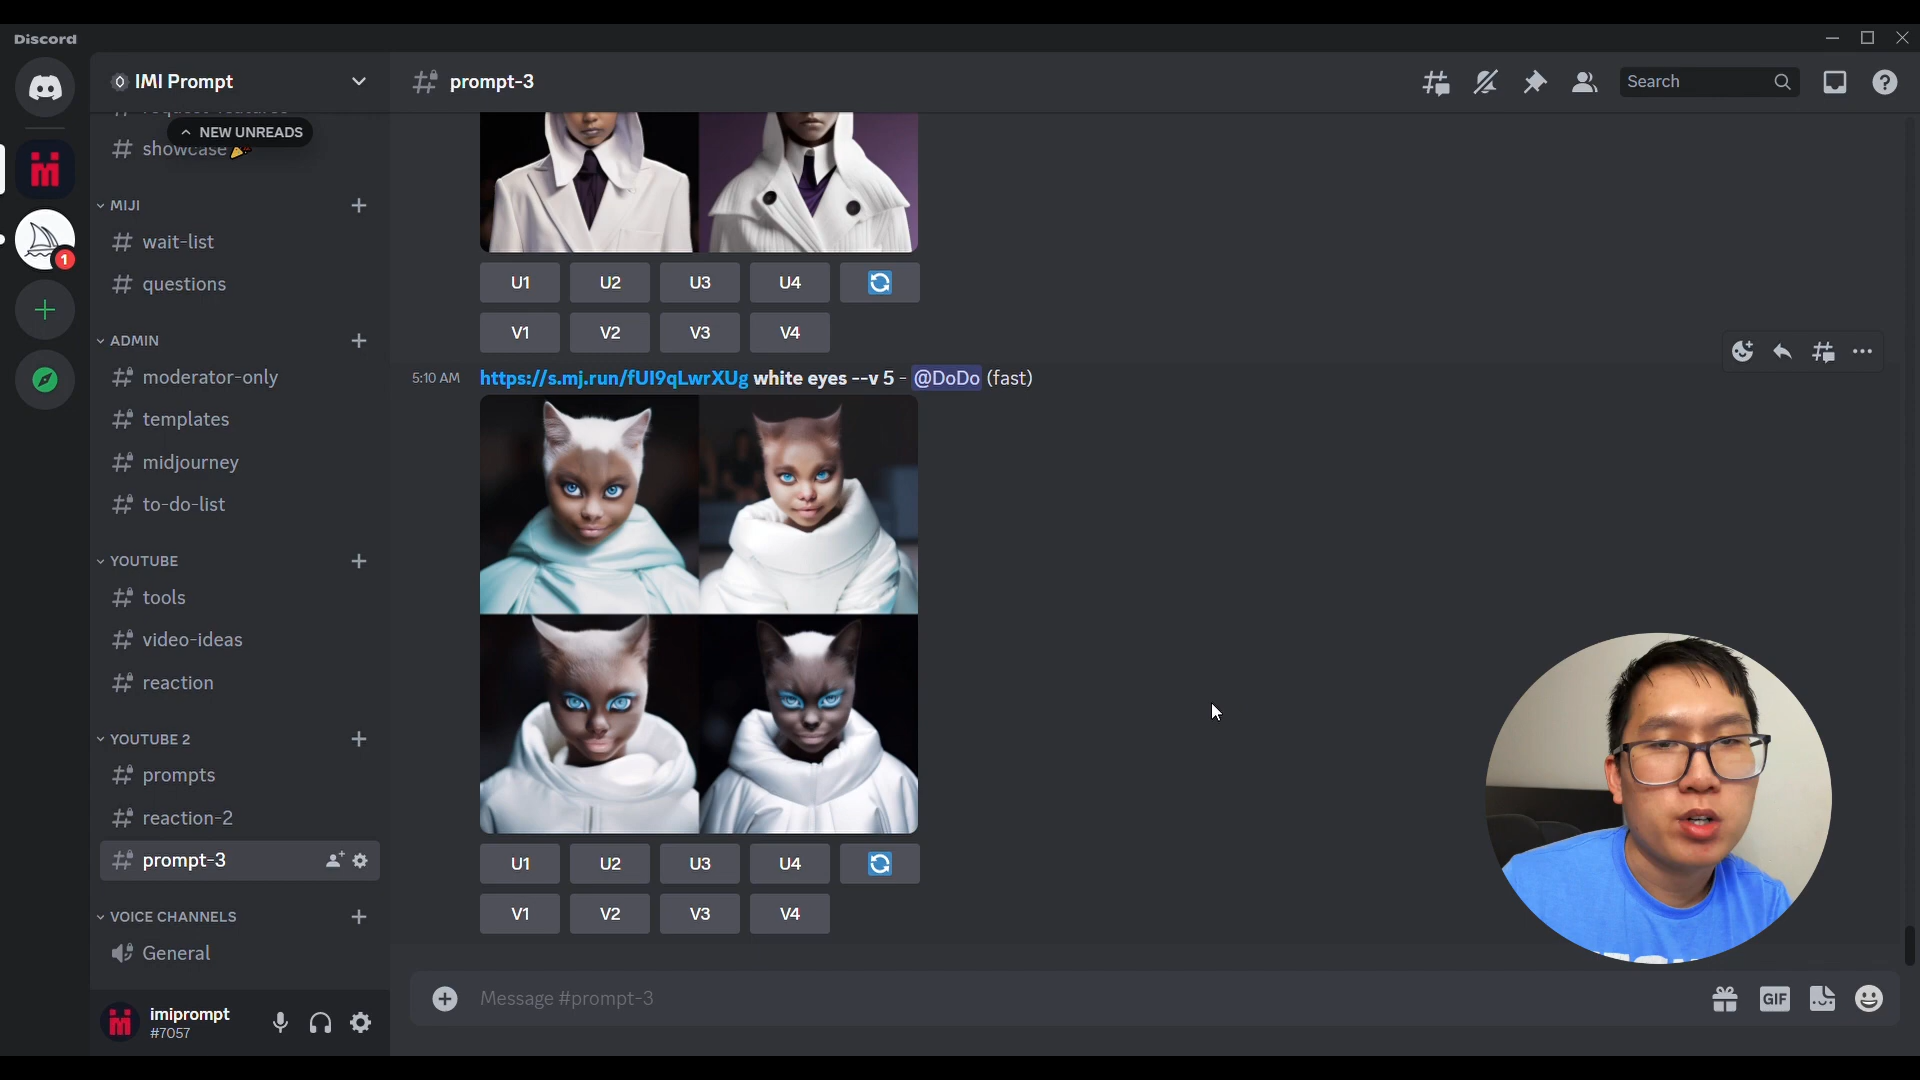 Discord
IMI Prompt
prompt-3
Search
NEW UNREADS
showcase
MIJI
wait-list
questions
ADMIN
moderator-only
templates
midjourney
to-do-list
YOUTUBE
tools
video-ideas
reaction
YOUTUBE 2
prompts
reaction-2
prompt-3
VOICE CHANNELS
General
imiprompt
#7057
1
U1 U2 U3 U4
V1 V2 V3 V4
5:10 AM https://s.mj.run/fUI9qLwrXUg white eyes --v 5 - @DoDo (fast)
U1 U2 U3 U4
V1 V2 V3 V4
Message #prompt-3
GIF